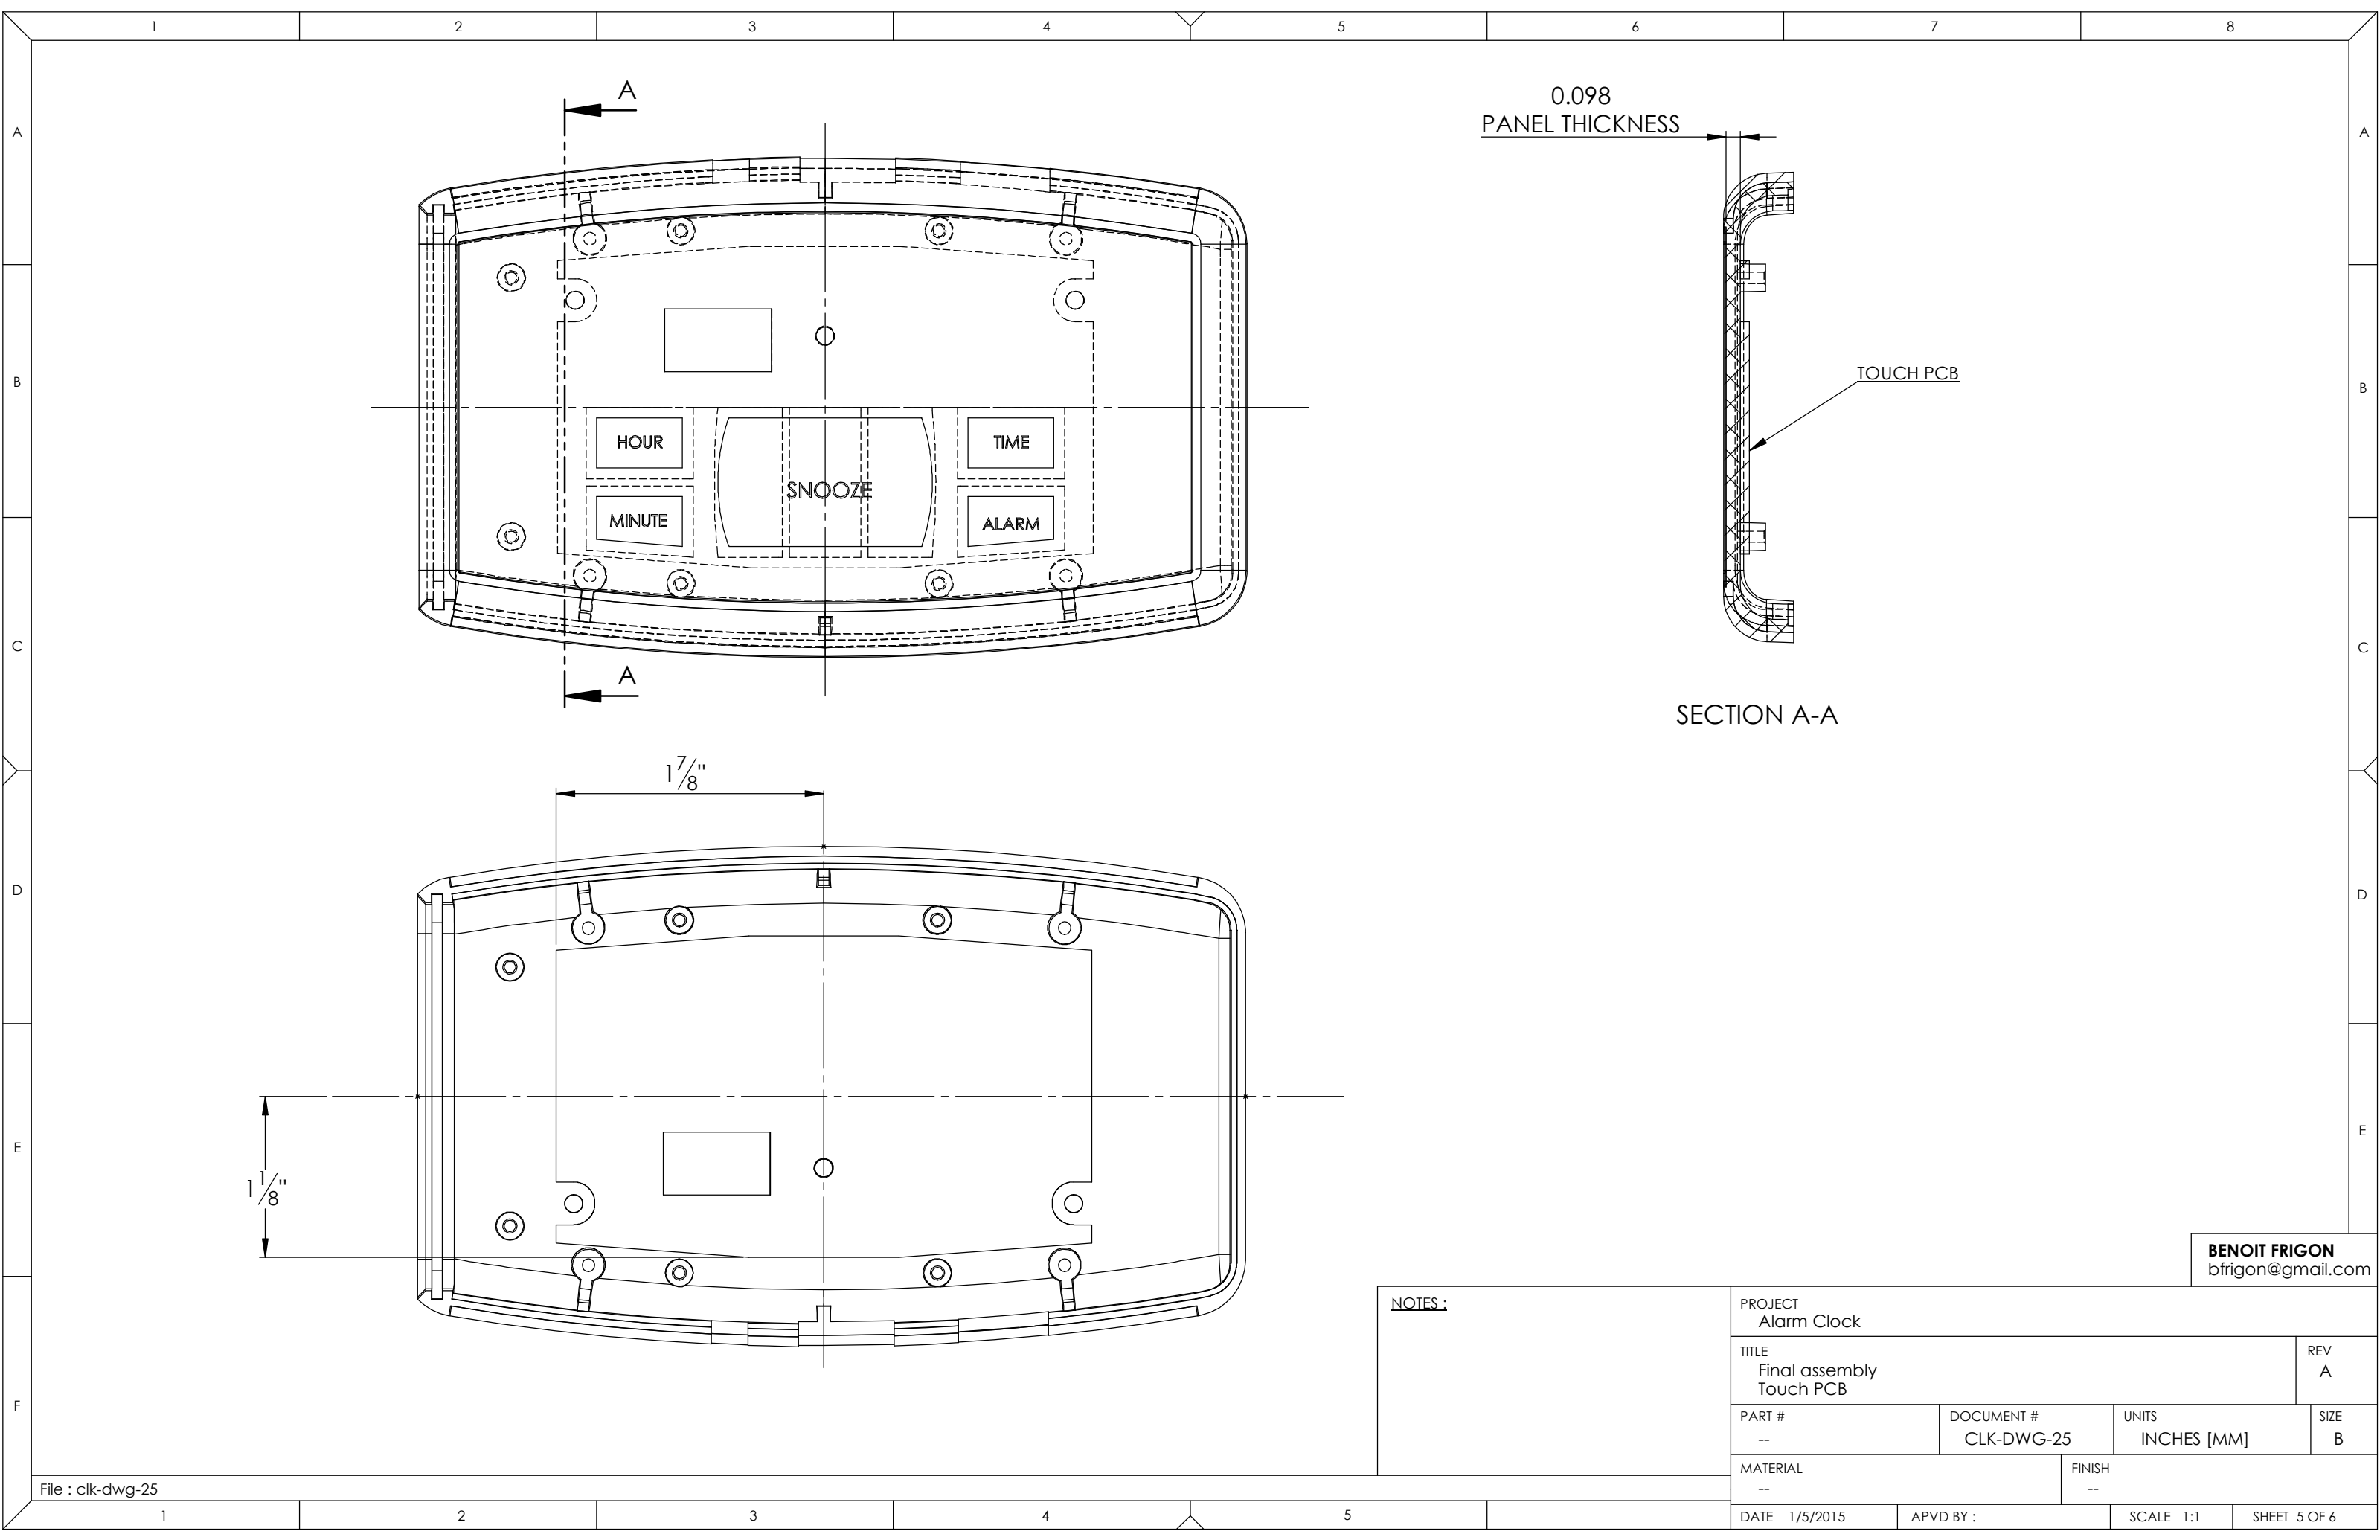 1 2 3 4 5 6 7 8
A
0.098
PANEL THICKNESS
A A
B B
TOUCH PCB
HOUR
TIME
SNOOZE
MINUTE
ALARM
C C
A
SECTION A-A
1 7/8"
D D
E E
1 1/8"
BENOIT FRIGON
bfrigon@gmail.com
NOTES :
PROJECT
Alarm Clock
TITLE
Final assembly
Touch PCB
REV
A
F
PART #
--
DOCUMENT #
CLK-DWG-25
UNITS
INCHES [MM]
SIZE
B
MATERIAL
--
FINISH
--
File : clk-dwg-25
1 2 3 4 5
DATE 1/5/2015
APVD BY :
SCALE 1:1
SHEET 5 OF 6